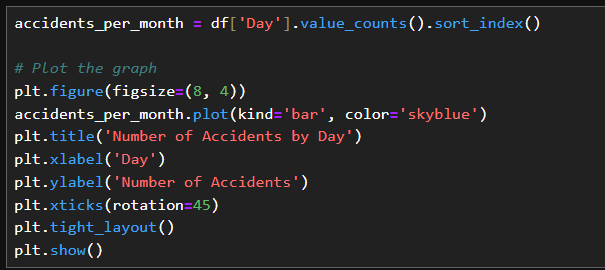 accidents_per_month = df['Day'].value_counts().sort_index()
# Plot the graph
plt.figure(figsize=(8, 4))
accidents_per_month.plot(kind='bar', color='skyblue')
plt.title('Number of Accidents by Day')
plt.xlabel('Day')
plt.ylabel('Number of Accidents')
plt.xticks(rotation=45)
plt.tight_layout()
plt.show()